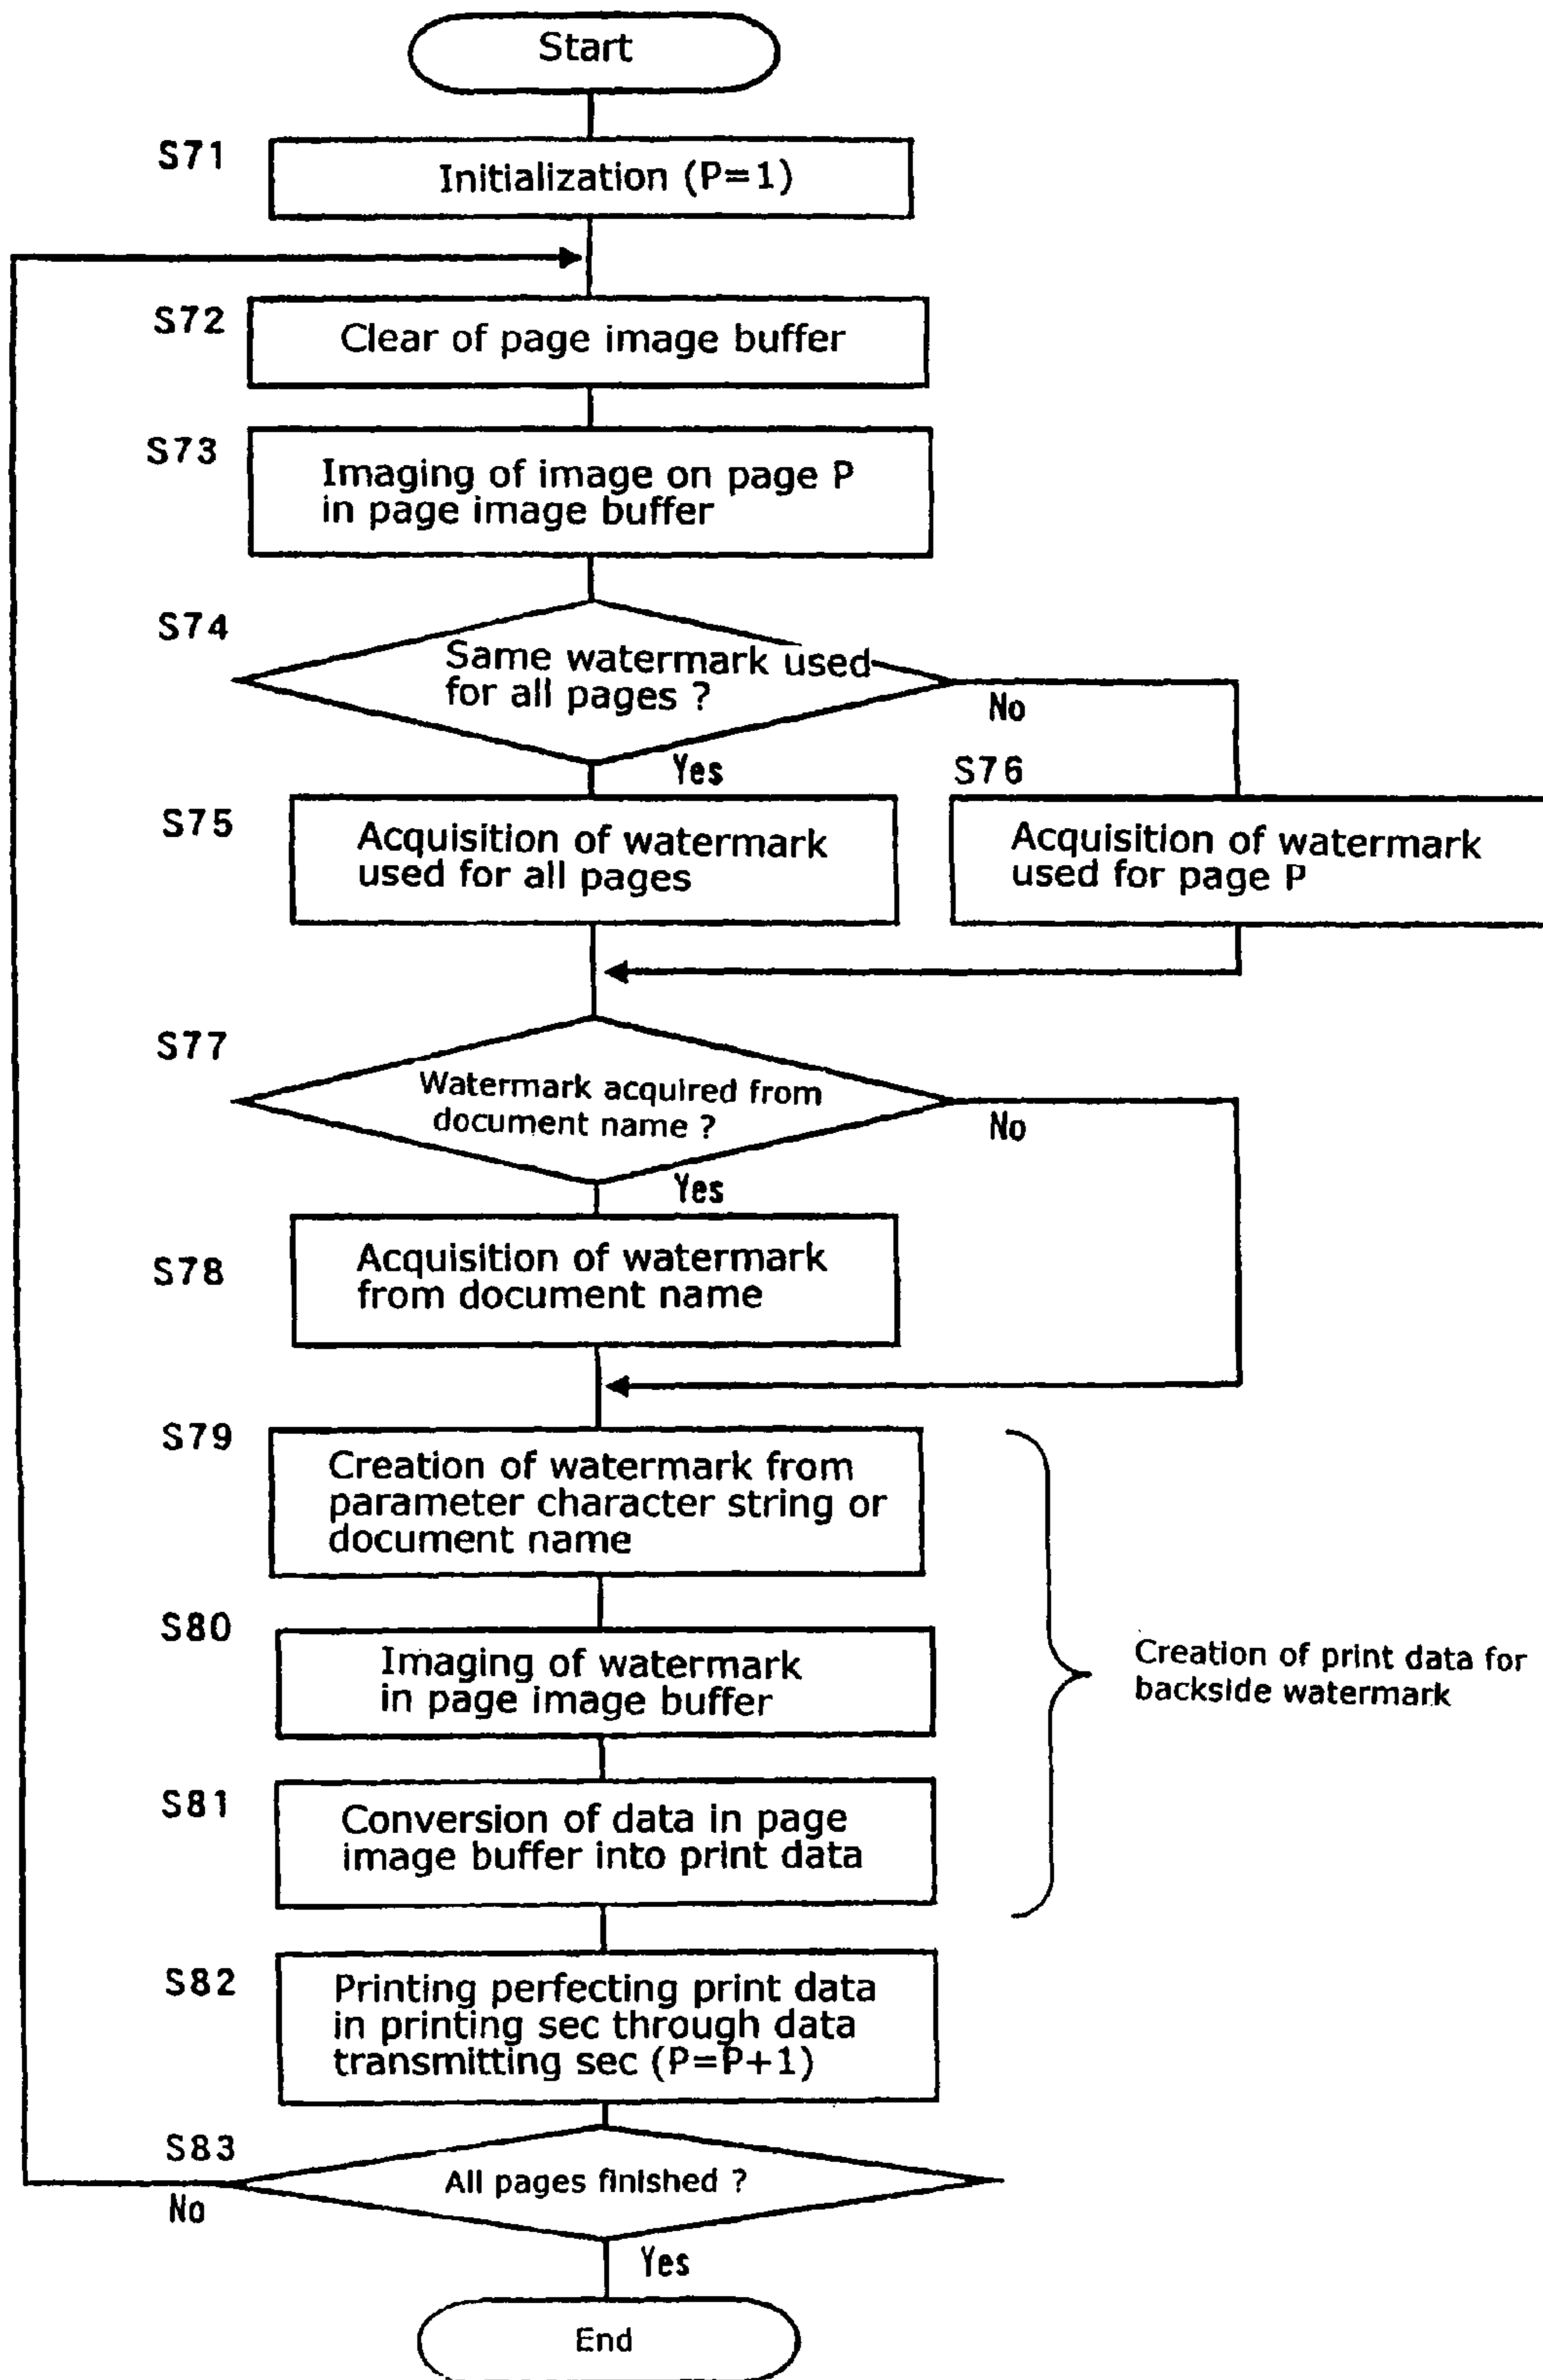 Start
S71
Initialization (P=1)
S72
Clear of page image buffer
S73
Imaging of image on page P
in page image buffer
S74
Same watermark used
for all pages ?
No
Yes
S75
Acquisition of watermark
used for all pages
S76
Acquisition of watermark
used for page P
S77
Watermark acquired from
document name ?
No
Yes
S78
Acquisition of watermark
from document name
S79
Creation of watermark from
parameter character string or
document name
S80
Imaging of watermark
in page image buffer
S81
Conversion of data in page
image buffer into print data
Creation of print data for
backside watermark
S82
Printing perfecting print data
in printing sec through data
transmitting sec (P=P+1)
S83
All pages finished ?
No
Yes
End